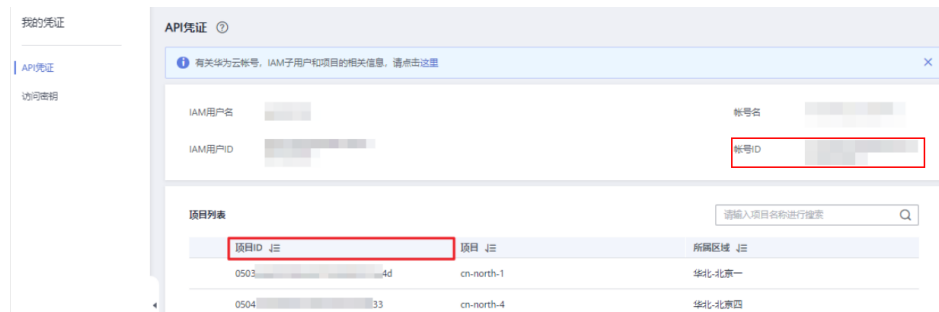 我的凭证
API凭证
访问密钥
API凭证
有关华为云帐号，IAM子用户和项目的相关信息，请点击这里
IAM用户名
帐号名
IAM用户ID
帐号ID
项目列表
请输入项目名称进行搜索
项目ID 项目 所属区域
0503 4d cn-north-1 华北-北京一
0504 33 cn-north-4 华北-北京四